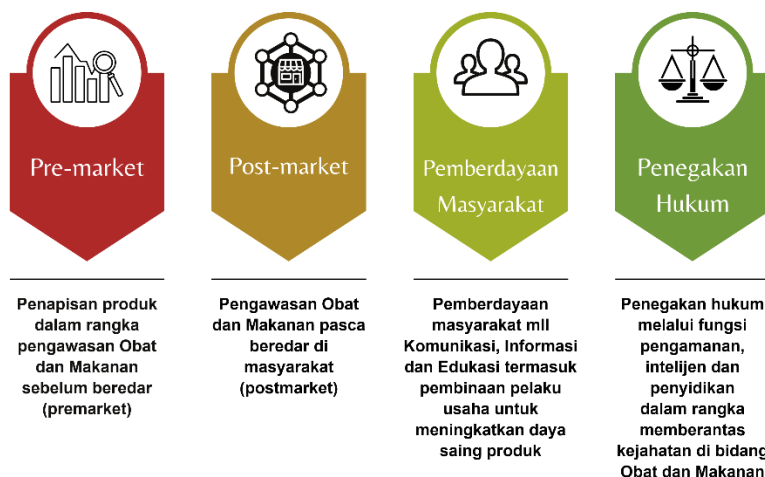 Pre-market
Penapisan produk
dalam rangka
pengawasan Obat
dan Makanan
sebelum beredar
(premarket)
Post-market
Pengawasan Obat
dan Makanan pasca
beredar di
masyarakat
(postmarket)
Pemberdayaan
Masyarakat
Pemberdayaan
masyarakat mll
Komunikasi, Informasi
dan Edukasi termasuk
pembinaan pelaku
usaha untuk
meningkatkan daya
saing produk
Penegakan
Hukum
Penegakan hukum
melalui fungsi
pengamanan,
intelijen dan
penyidikan
dalam rangka
memberantas
kejahatan di bidang
Obat dan Makanan